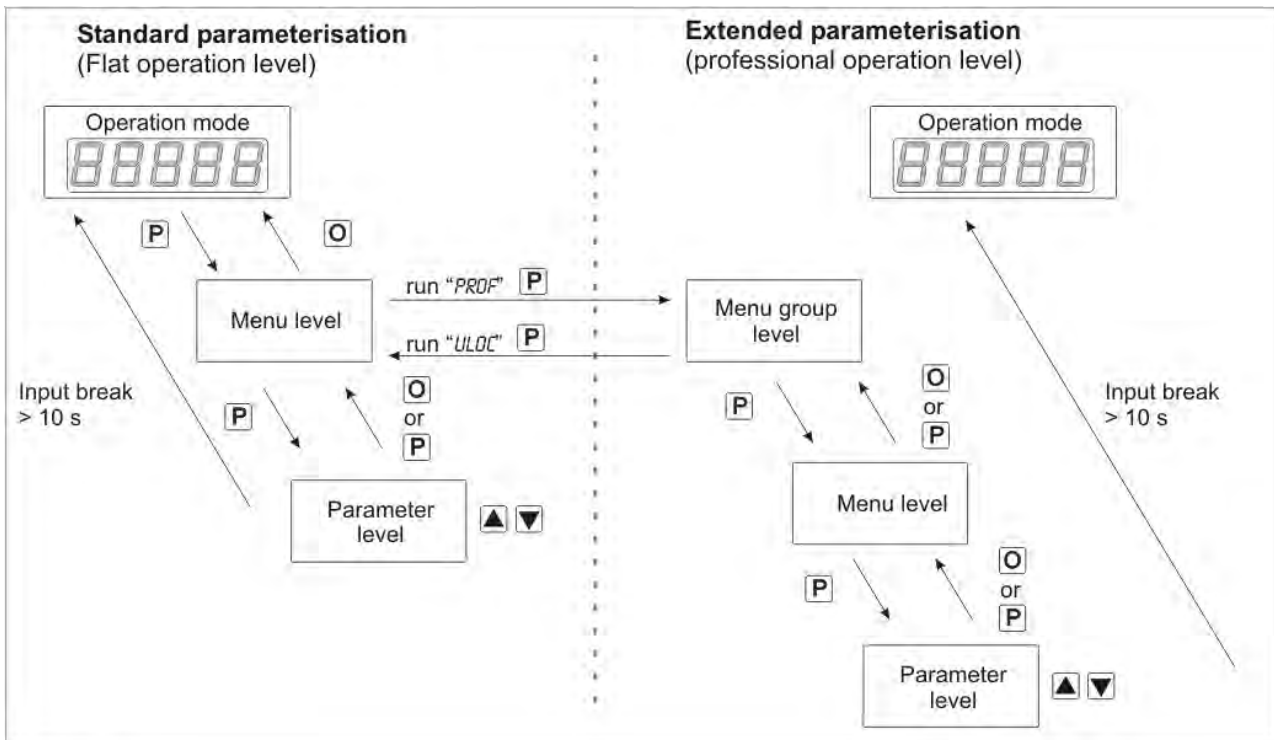 Standard parameterisation
(Flat operation level)
Operation mode
88888
P
O
Menu level
run “PROF” P
run “ULOC” P
Input break
> 10 s
P
O
or
P
Parameter
level
▲ ▼
Extended parameterisation
(professional operation level)
Operation mode
88888
Menu group
level
P
O
or
P
Input break
> 10 s
Menu level
P
O
or
P
Parameter
level
▲ ▼